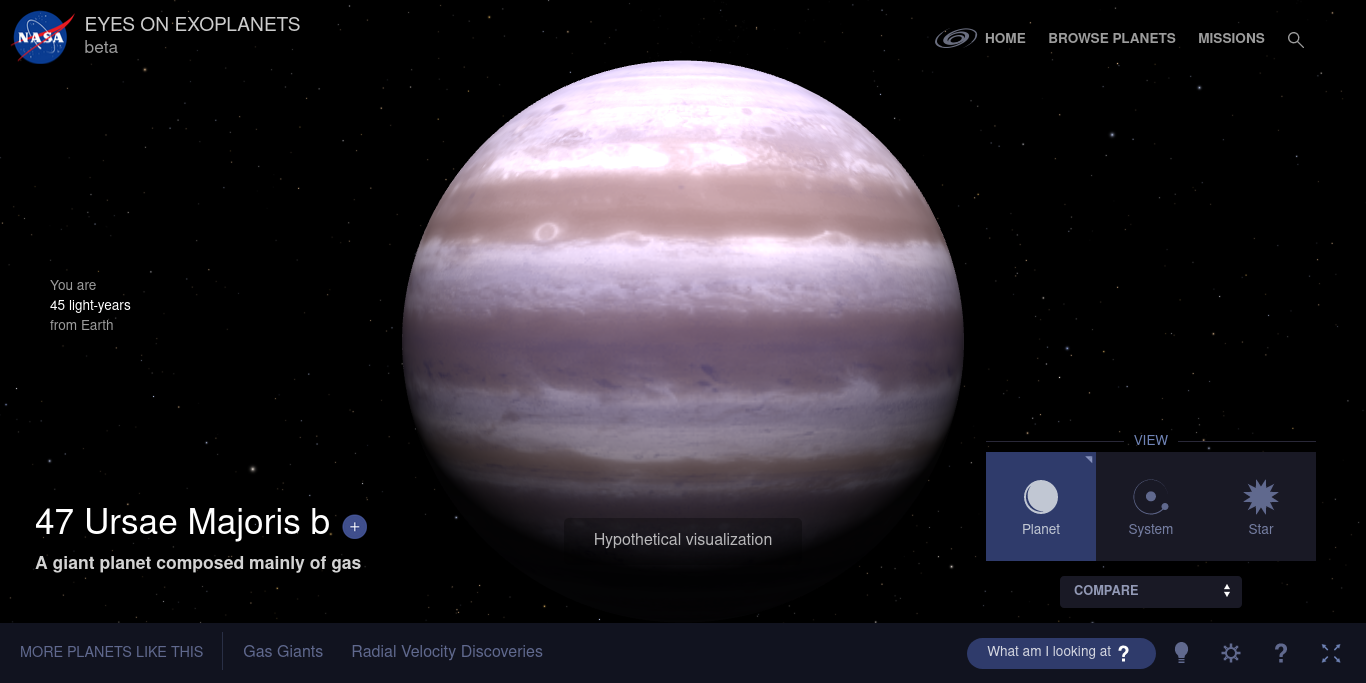 NASA
EYES ON EXOPLANETS
beta
HOME
BROWSE PLANETS
MISSIONS
You are
45 light-years
from Earth
VIEW
Planet
System
Star
47 Ursae Majoris b +
A giant planet composed mainly of gas
Hypothetical visualization
COMPARE
MORE PLANETS LIKE THIS
Gas Giants
Radial Velocity Discoveries
What am I looking at ?
?